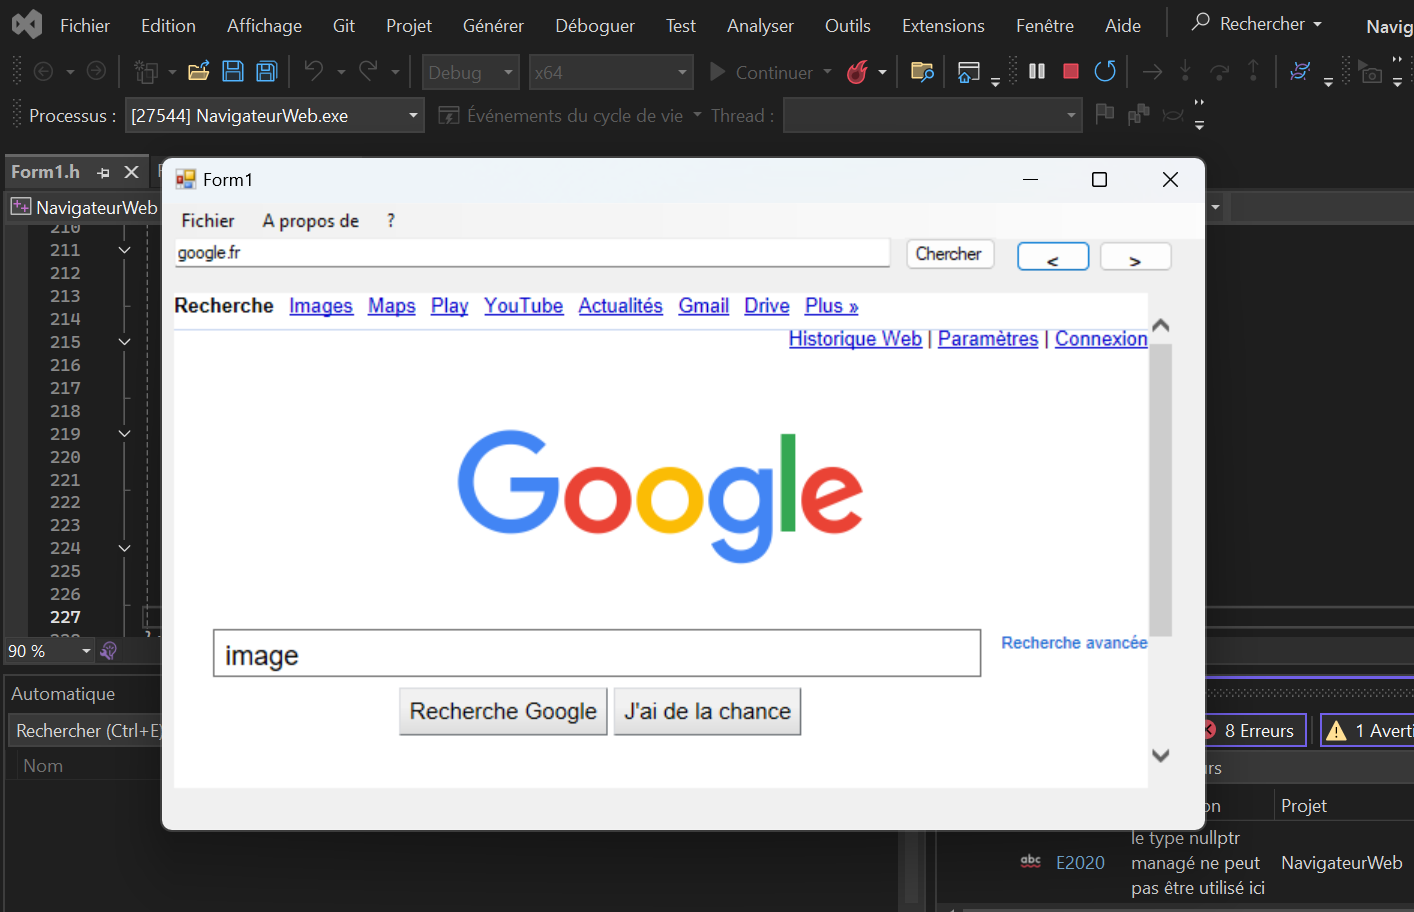 Fichier Edition Affichage Git Projet Générer Déboguer Test Analyser Outils Extensions Fenêtre Aide Rechercher Navig
Debug x64 Continuer
Processus : [27544] NavigateurWeb.exe Événements du cycle de vie Thread :
Form1.h
Form1
NavigateurWeb
Fichier A propos de ?
google.fr Chercher < >
Recherche Images Maps Play YouTube Actualités Gmail Drive Plus »
Historique Web | Paramètres | Connexion
Google
image Recherche avancée
Recherche Google J'ai de la chance
210
211
212
213
214
215
216
217
218
219
220
221
222
223
224
225
226
227
90 %
Automatique
Rechercher (Ctrl+E)
Nom
8 Erreurs 1 Averti
rs
on Projet
le type nullptr
abc E2020 managé ne peut NavigateurWeb
pas être utilisé ici